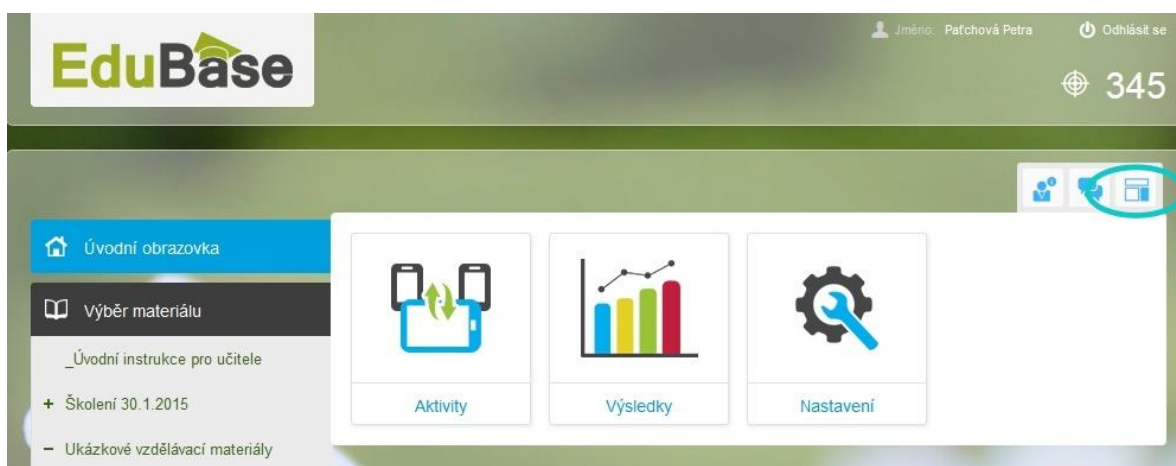 EduBase
Jméno: Paťchová Petra
Odhlásit se
345
Úvodní obrazovka
Výběr materiálu
_Úvodní instrukce pro učitele
+ Školení 30.1.2015
− Ukázkové vzdělávací materiály
Aktivity
Výsledky
Nastavení